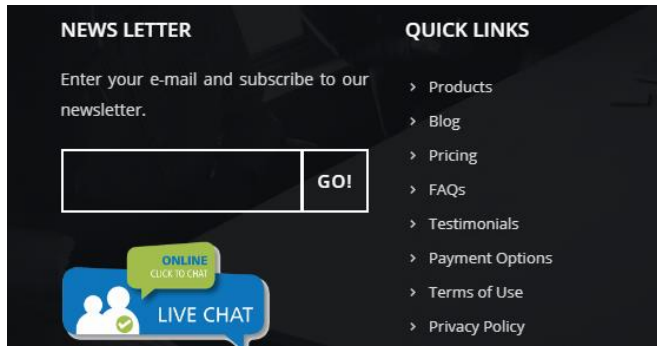 NEWS LETTER
Enter your e-mail and subscribe to our
newsletter.
GO!
ONLINE
CLICK TO CHAT
LIVE CHAT
QUICK LINKS
Products
Blog
Pricing
FAQs
Testimonials
Payment Options
Terms of Use
Privacy Policy